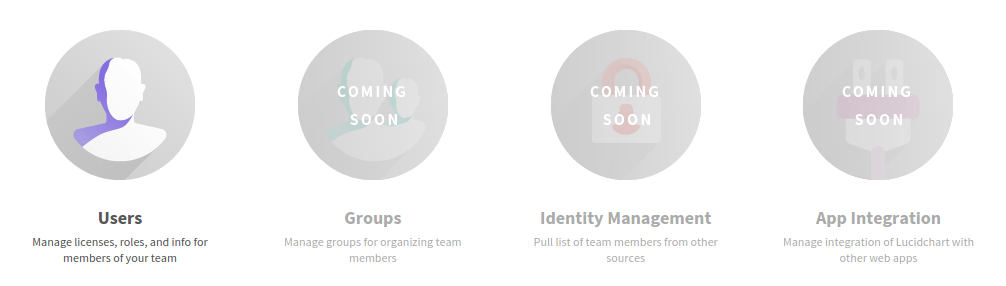 COMING
SOON
COMING
SOON
COMING
SOON
Users
Groups
Identity Management
App Integration
Manage licenses, roles, and info for
members of your team
Manage groups for organizing team
members
Pull list of team members from other
sources
Manage integration of Lucidchart with
other web apps